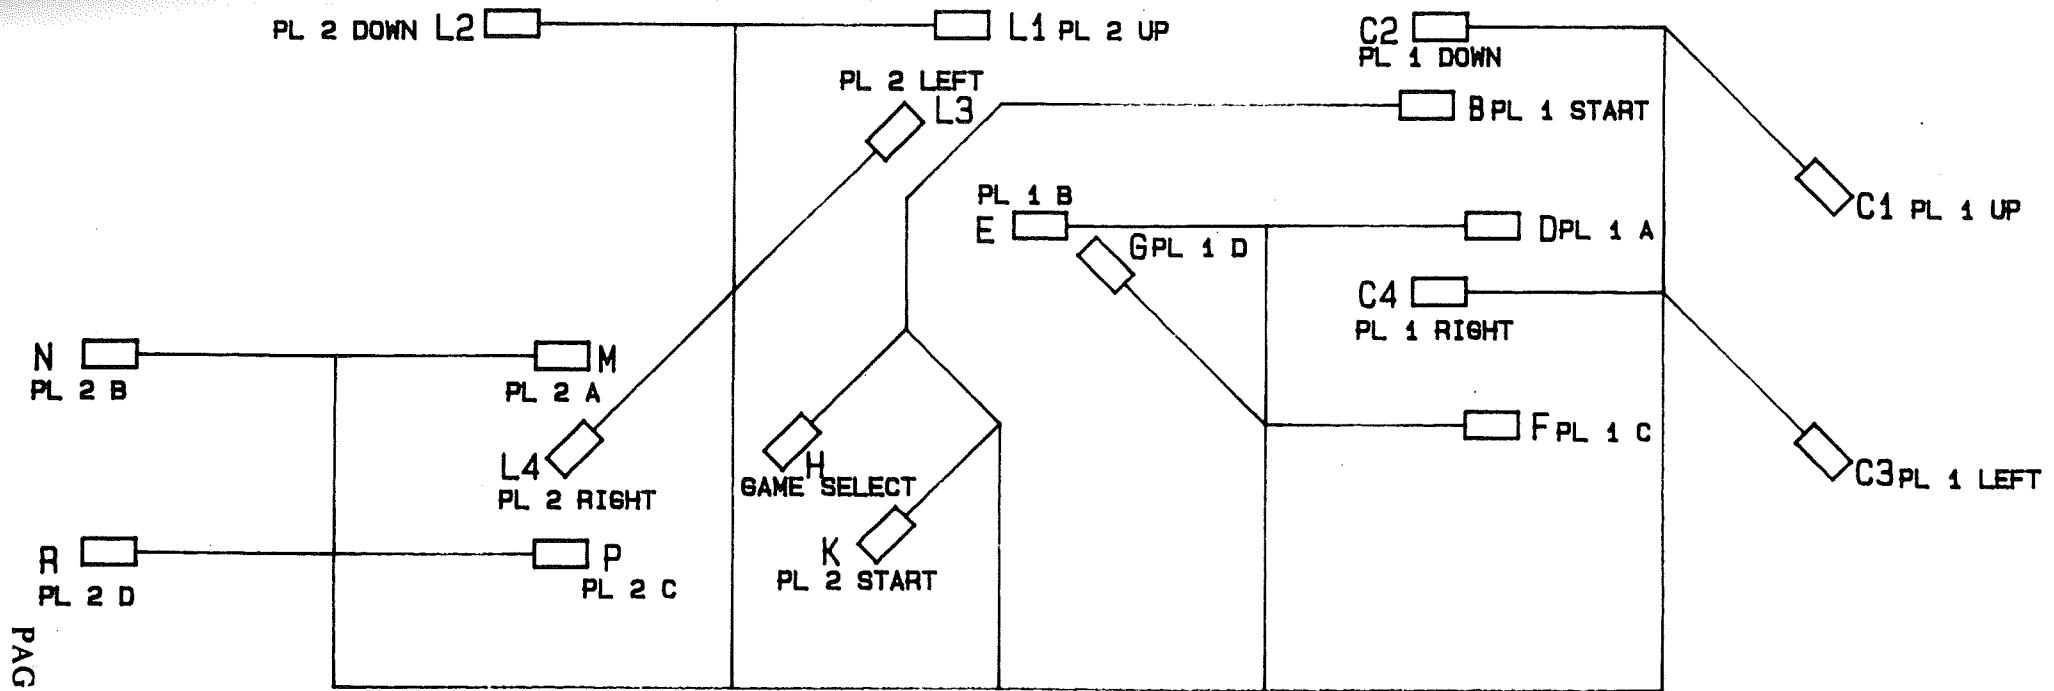 PL 2 DOWN L2
L1 PL 2 UP
C2
PL 1 DOWN
PL 2 LEFT
L3
B PL 1 START
C1 PL 1 UP
PL 1 B
E
G PL 1 D
D PL 1 A
C4
PL 1 RIGHT
N
PL 2 B
M
PL 2 A
F PL 1 C
L4
PL 2 RIGHT
H
GAME SELECT
C3 PL 1 LEFT
R
PL 2 D
P
PL 2 C
K
PL 2 START
PAG